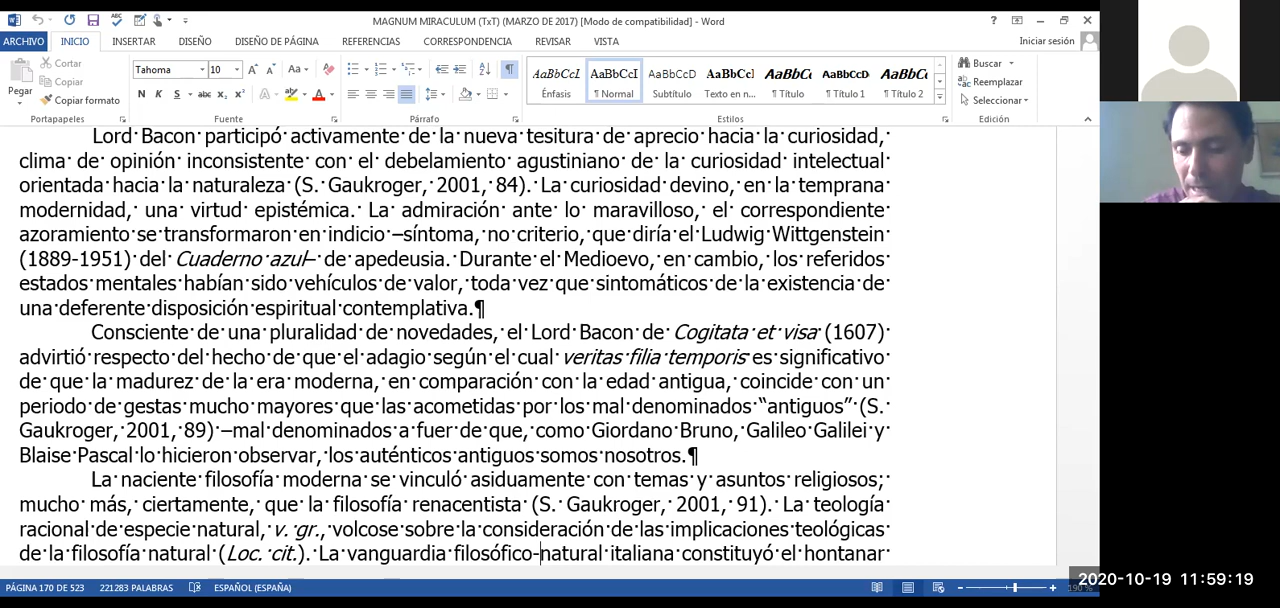 MAGNUM MIRACULUM (TxT) (MARZO DE 2017) [Modo de compatibilidad] - Word
ARCHIVO INICIO INSERTAR DISEÑO DISEÑO DE PÁGINA REFERENCIAS CORRESPONDENCIA REVISAR VISTA Iniciar sesión
Pegar
Cortar
Copiar
Copiar formato
Portapapeles
Tahoma 10
Fuente
Párrafo
AaBbCcL AaBbCcI AaBbCcD AaBbCcI AaBbC AaBbCcD AaBbC
Énfasis ¶ Normal Subtítulo Texto en n... ¶ Título ¶ Título 1 ¶ Título 2
Estilos
Buscar
Reemplazar
Seleccionar
Edición
Lord Bacon participó activamente de la nueva tesitura de aprecio hacia la curiosidad,
clima de opinión inconsistente con el debelamiento agustiniano de la curiosidad intelectual
orientada hacia la naturaleza (S. Gaukroger, 2001, 84). La curiosidad devino, en la temprana
modernidad, una virtud epistémica. La admiración ante lo maravilloso, el correspondiente
azoramiento se transformaron en indicio –síntoma, no criterio, que diría el Ludwig Wittgenstein
(1889-1951) del Cuaderno azul– de apedeusia. Durante el Medioevo, en cambio, los referidos
estados mentales habían sido vehículos de valor, toda vez que sintomáticos de la existencia de
una deferente disposición espiritual contemplativa.¶
Consciente de una pluralidad de novedades, el Lord Bacon de Cogitata et visa (1607)
advirtió respecto del hecho de que el adagio según el cual veritas filia temporis es significativo
de que la madurez de la era moderna, en comparación con la edad antigua, coincide con un
periodo de gestas mucho mayores que las acometidas por los mal denominados “antiguos” (S.
Gaukroger, 2001, 89) –mal denominados a fuer de que, como Giordano Bruno, Galileo Galilei y
Blaise Pascal lo hicieron observar, los auténticos antiguos somos nosotros.¶
La naciente filosofía moderna se vinculó asiduamente con temas y asuntos religiosos;
mucho más, ciertamente, que la filosofía renacentista (S. Gaukroger, 2001, 91). La teología
racional de especie natural, v. gr., volcose sobre la consideración de las implicaciones teológicas
de la filosofía natural (Loc. cit.). La vanguardia filosófico-natural italiana constituyó el hontanar
PÁGINA 170 DE 523 221283 PALABRAS ESPAÑOL (ESPAÑA) 190 %
2020-10-19 11:59:19